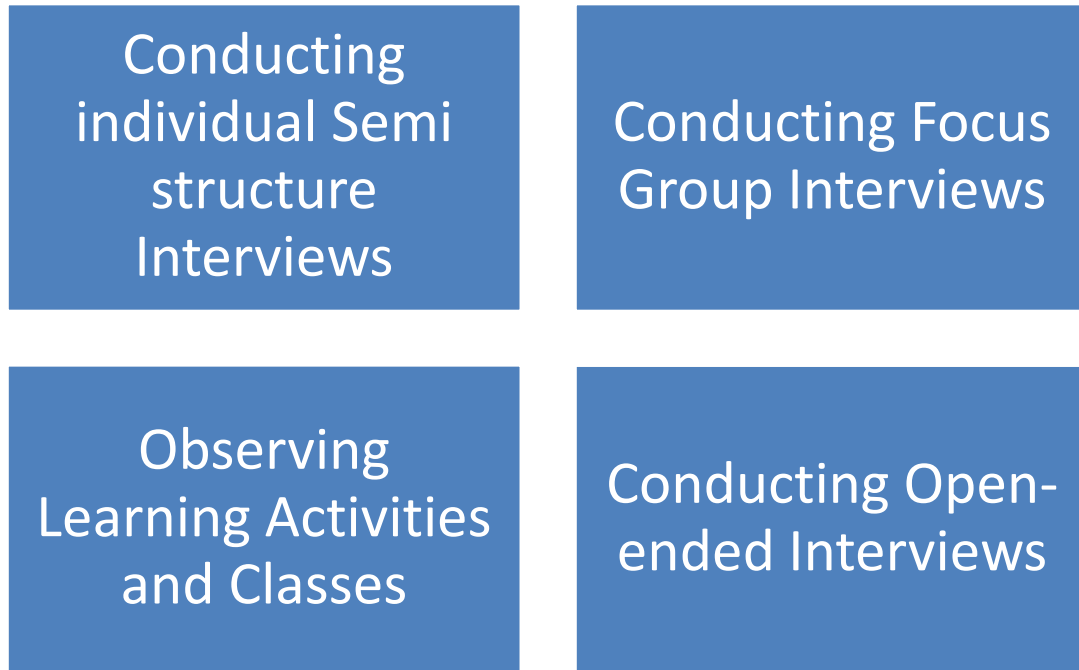 Conducting
individual Semi
structure
Interviews
Conducting Focus
Group Interviews
Observing
Learning Activities
and Classes
Conducting Open-
ended Interviews